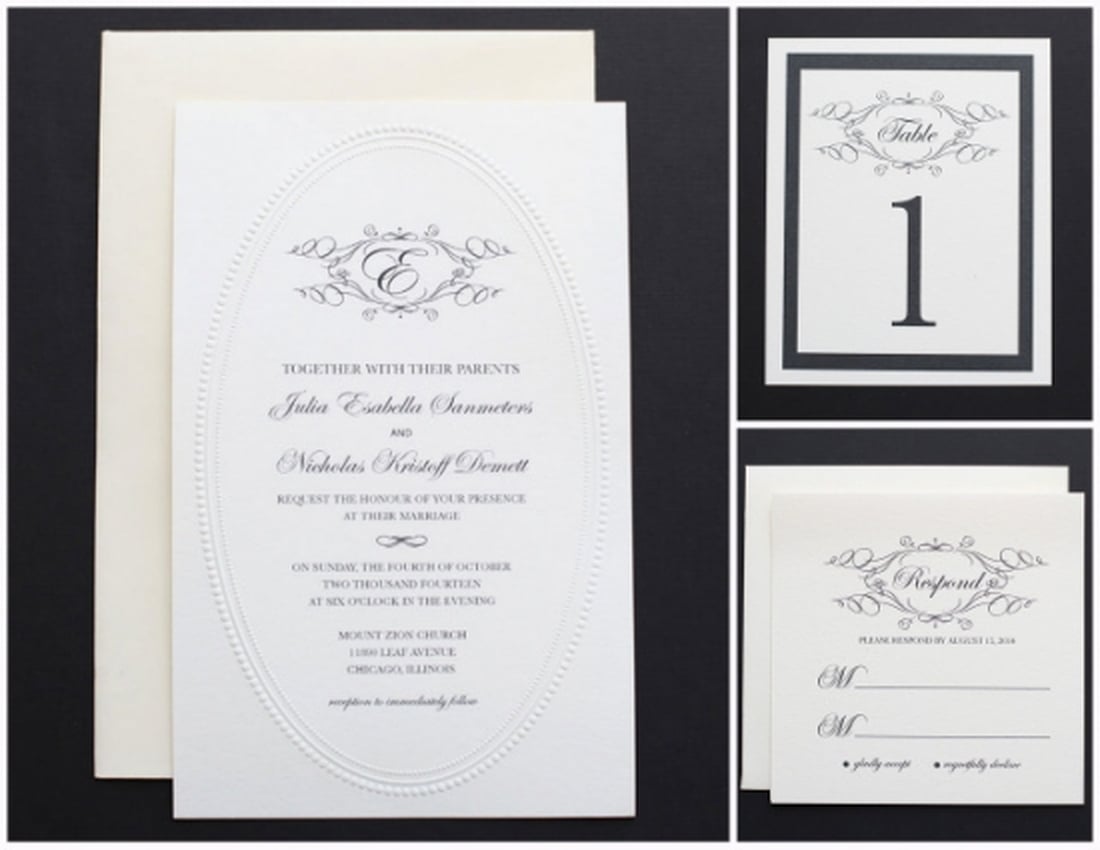 E
TOGETHER WITH THEIR PARENTS
Julia Esabella Sanmeters
AND
Nicholas Kristoff Demett
REQUEST THE HONOUR OF YOUR PRESENCE
AT THEIR MARRIAGE
ON SUNDAY, THE FOURTH OF OCTOBER
TWO THOUSAND FOURTEEN
AT SIX O'CLOCK IN THE EVENING
MOUNT ZION CHURCH
11890 LEAF AVENUE
CHICAGO, ILLINOIS
reception to immediately follow
Table
1
Respond
PLEASE RESPOND BY AUGUST 15,
M
M
gladly accept regretfully decline